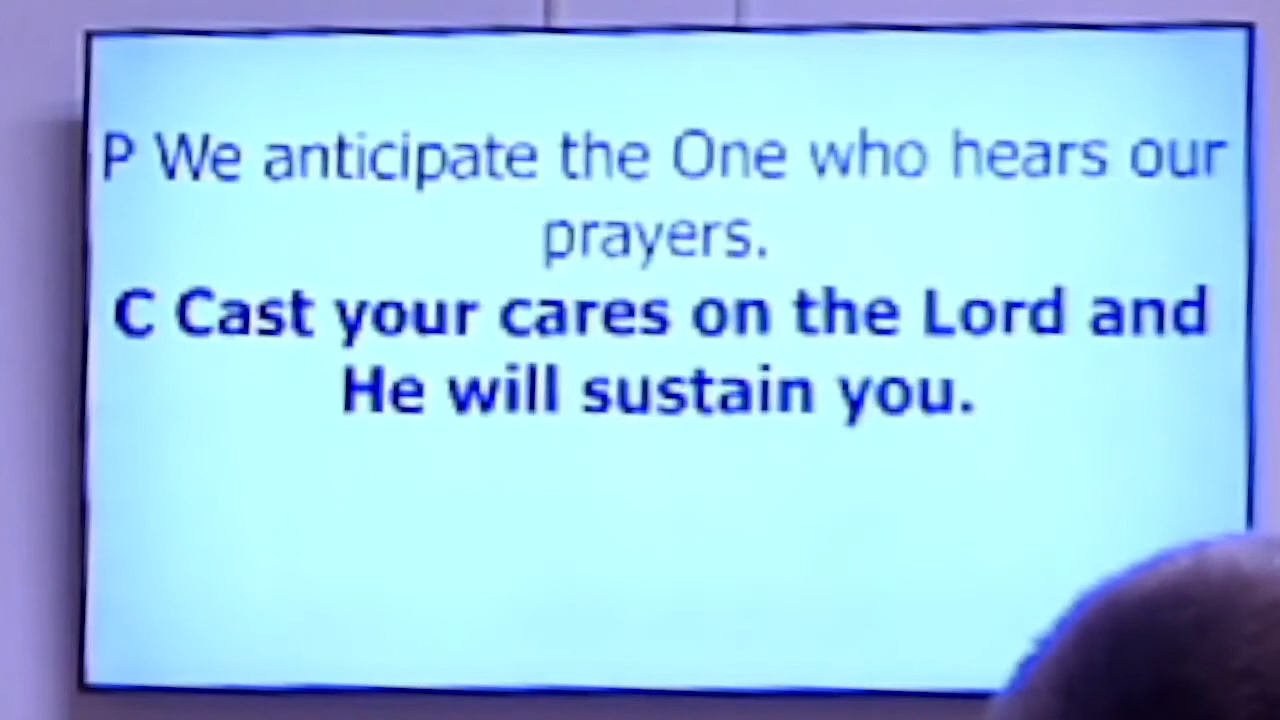 P We anticipate the One who hears our
prayers.
C Cast your cares on the Lord and
He will sustain you.